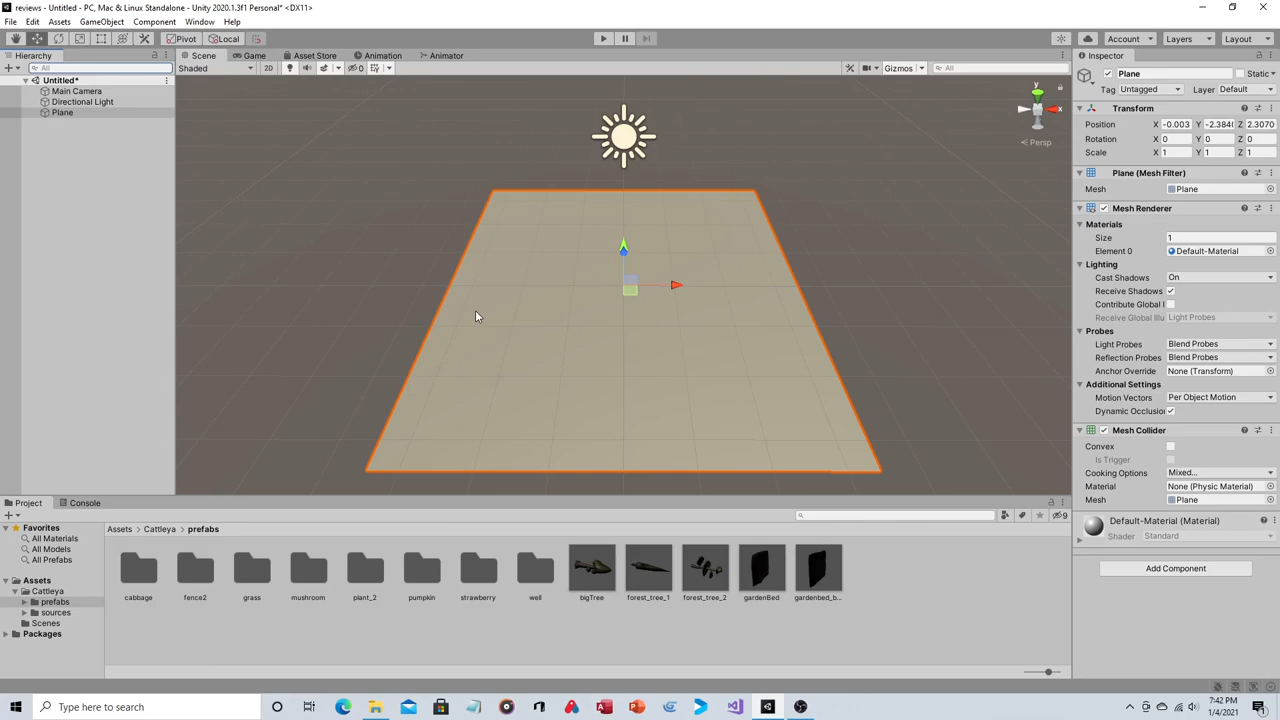 reviews - Untitled - PC, Mac & Linux Standalone - Unity 2020.1.3f1 Personal* <DX11>
File Edit Assets GameObject Component Window Help
Pivot Local Account Layers Layout
Hierarchy Scene Game Asset Store Animation Animator Inspector
All Shaded 2D 0 Gizmos All Plane Static
Untitled*
Main Camera
Directional Light
Plane
y
x
Persp
Tag Untagged Layer Default
Transform
Position X -0.003 Y -2.384 Z 2.3070
Rotation X 0 Y 0 Z 0
Scale X 1 Y 1 Z 1
Plane (Mesh Filter)
Mesh Plane
Mesh Renderer
Materials
Size 1
Element 0 Default-Material
Lighting
Cast Shadows On
Receive Shadows
Contribute Global I
Receive Global Illu Light Probes
Probes
Light Probes Blend Probes
Reflection Probes Blend Probes
Anchor Override None (Transform)
Additional Settings
Motion Vectors Per Object Motion
Dynamic Occlusio
Mesh Collider
Convex
Is Trigger
Cooking Options Mixed...
Material None (Physic Material)
Mesh Plane
Default-Material (Material)
Shader Standard
Add Component
Project Console
9
Favorites
All Materials
All Models
All Prefabs
Assets
Cattleya
prefabs
sources
Scenes
Packages
Assets Cattleya prefabs
cabbage fence2 grass mushroom plant_2 pumpkin strawberry well bigTree forest_tree_1 forest_tree_2 gardenBed gardenbed_b...
Type here to search
7:42 PM
1/4/2021
1